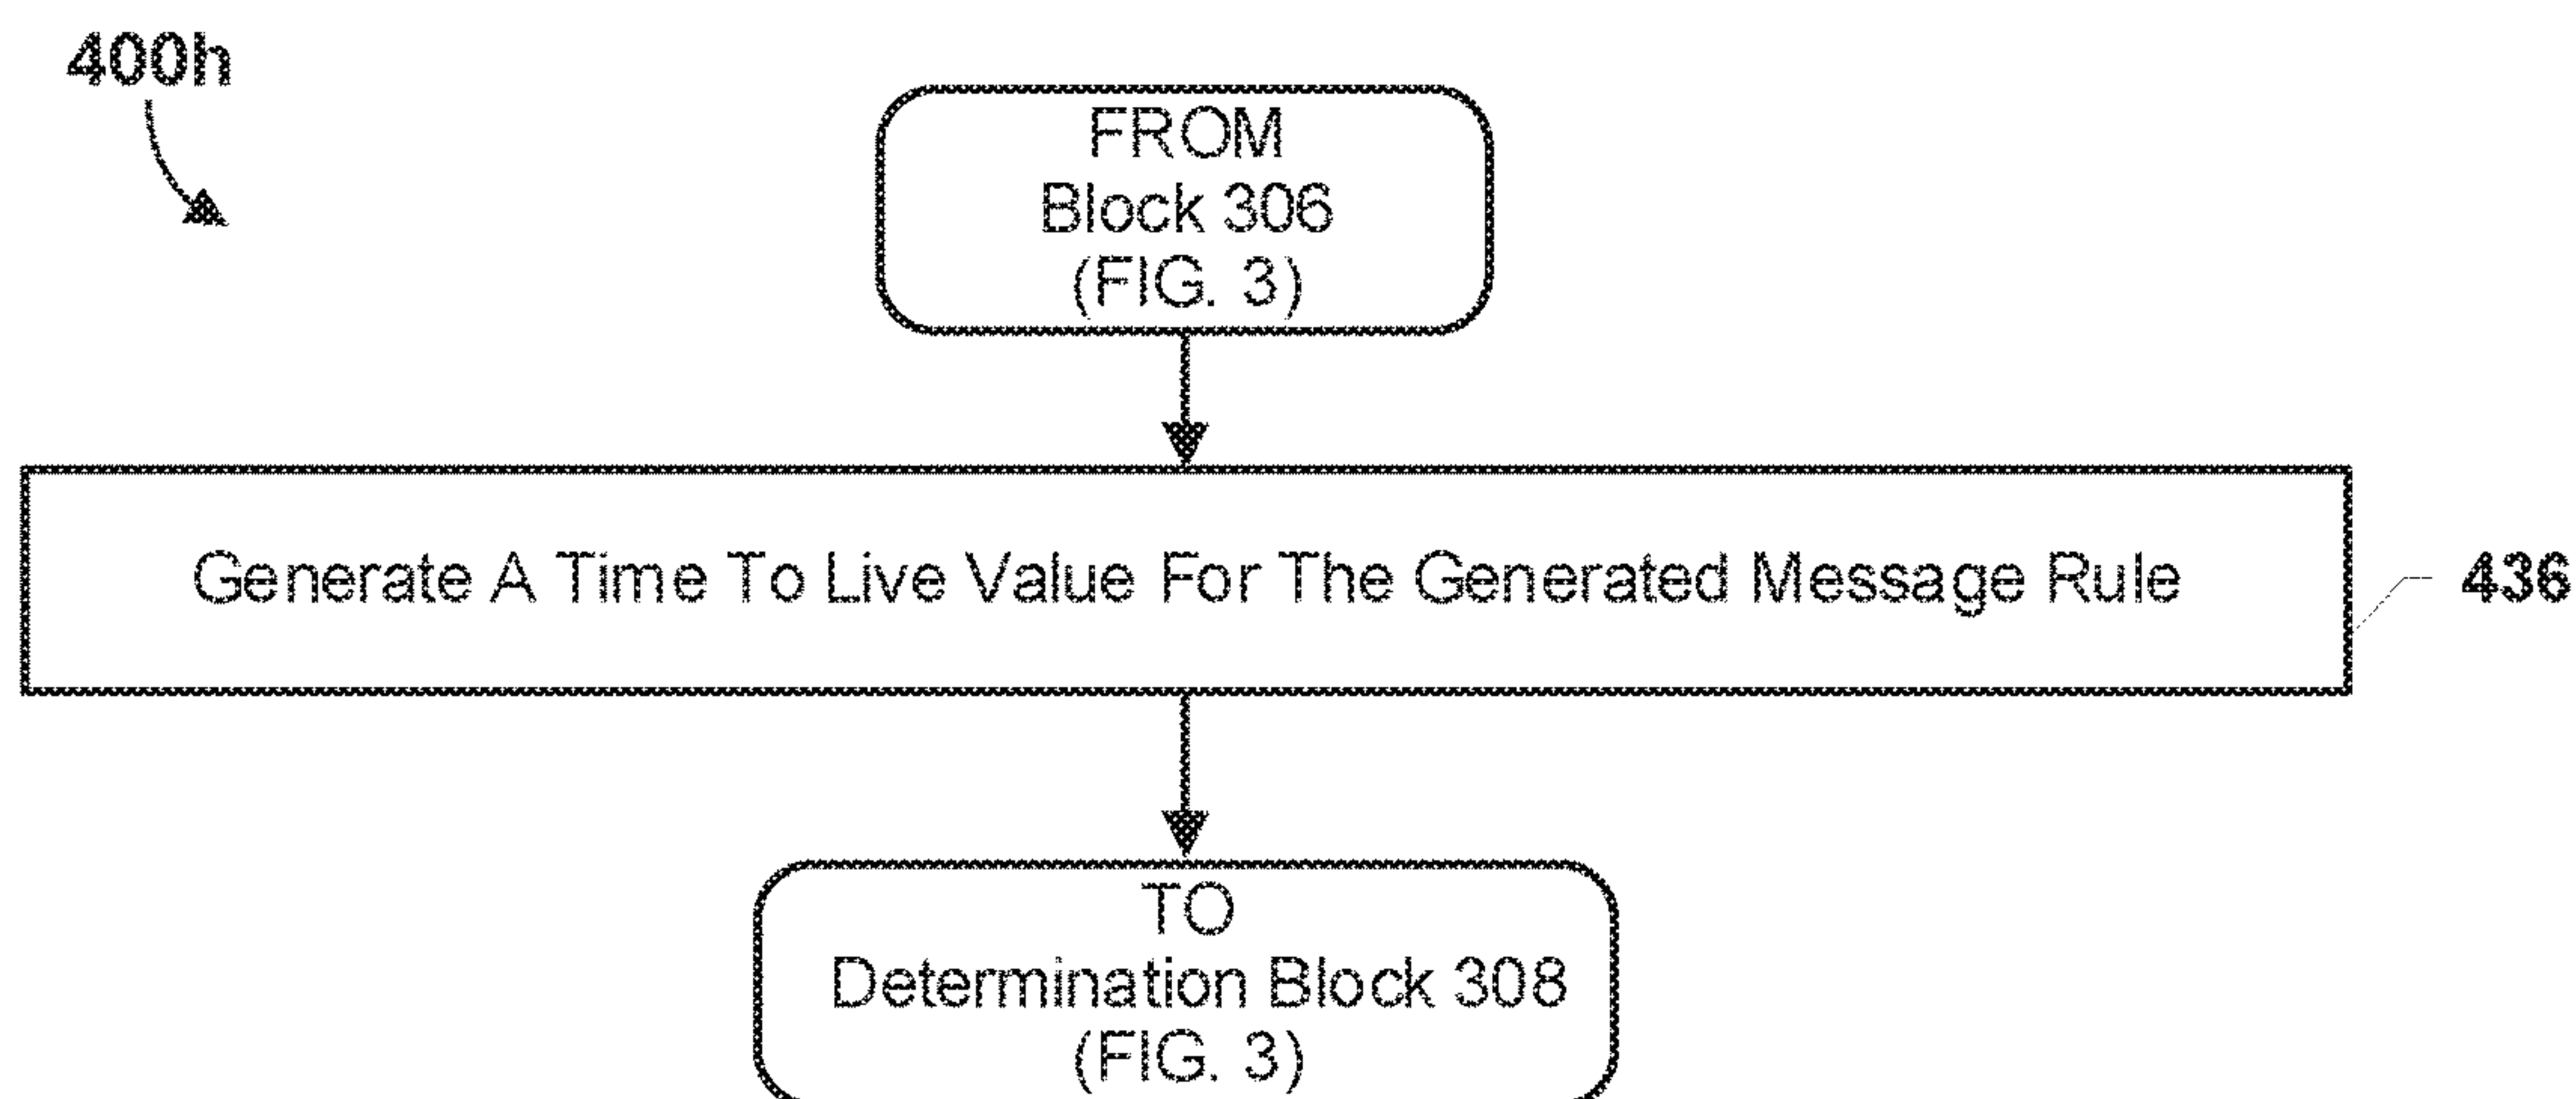 400h
FROM
Block 306
(FIG. 3)
Generate A Time To Live Value For The Generated Message Rule
436
TO
Determination Block 308
(FIG. 3)